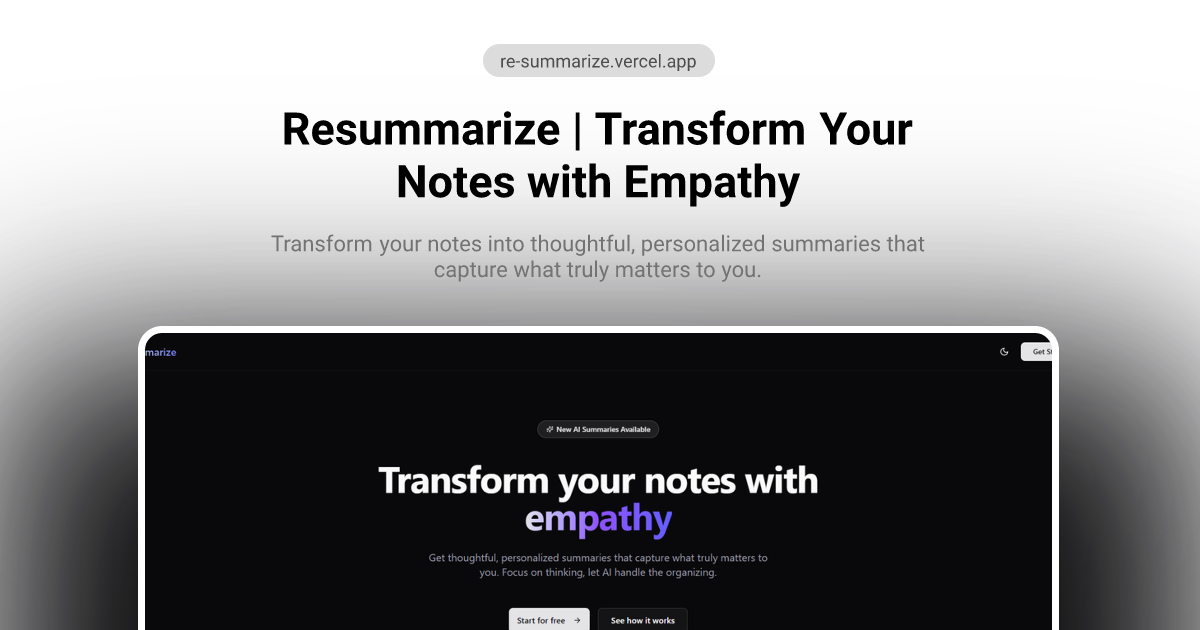 re-summarize.vercel.app
Resummarize | Transform Your
Notes with Empathy
Transform your notes into thoughtful, personalized summaries that
capture what truly matters to you.
marize
Get St
New AI Summaries Available
Transform your notes with
empathy
Get thoughtful, personalized summaries that capture what truly matters to
you. Focus on thinking, let AI handle the organizing.
Start for free →
See how it works